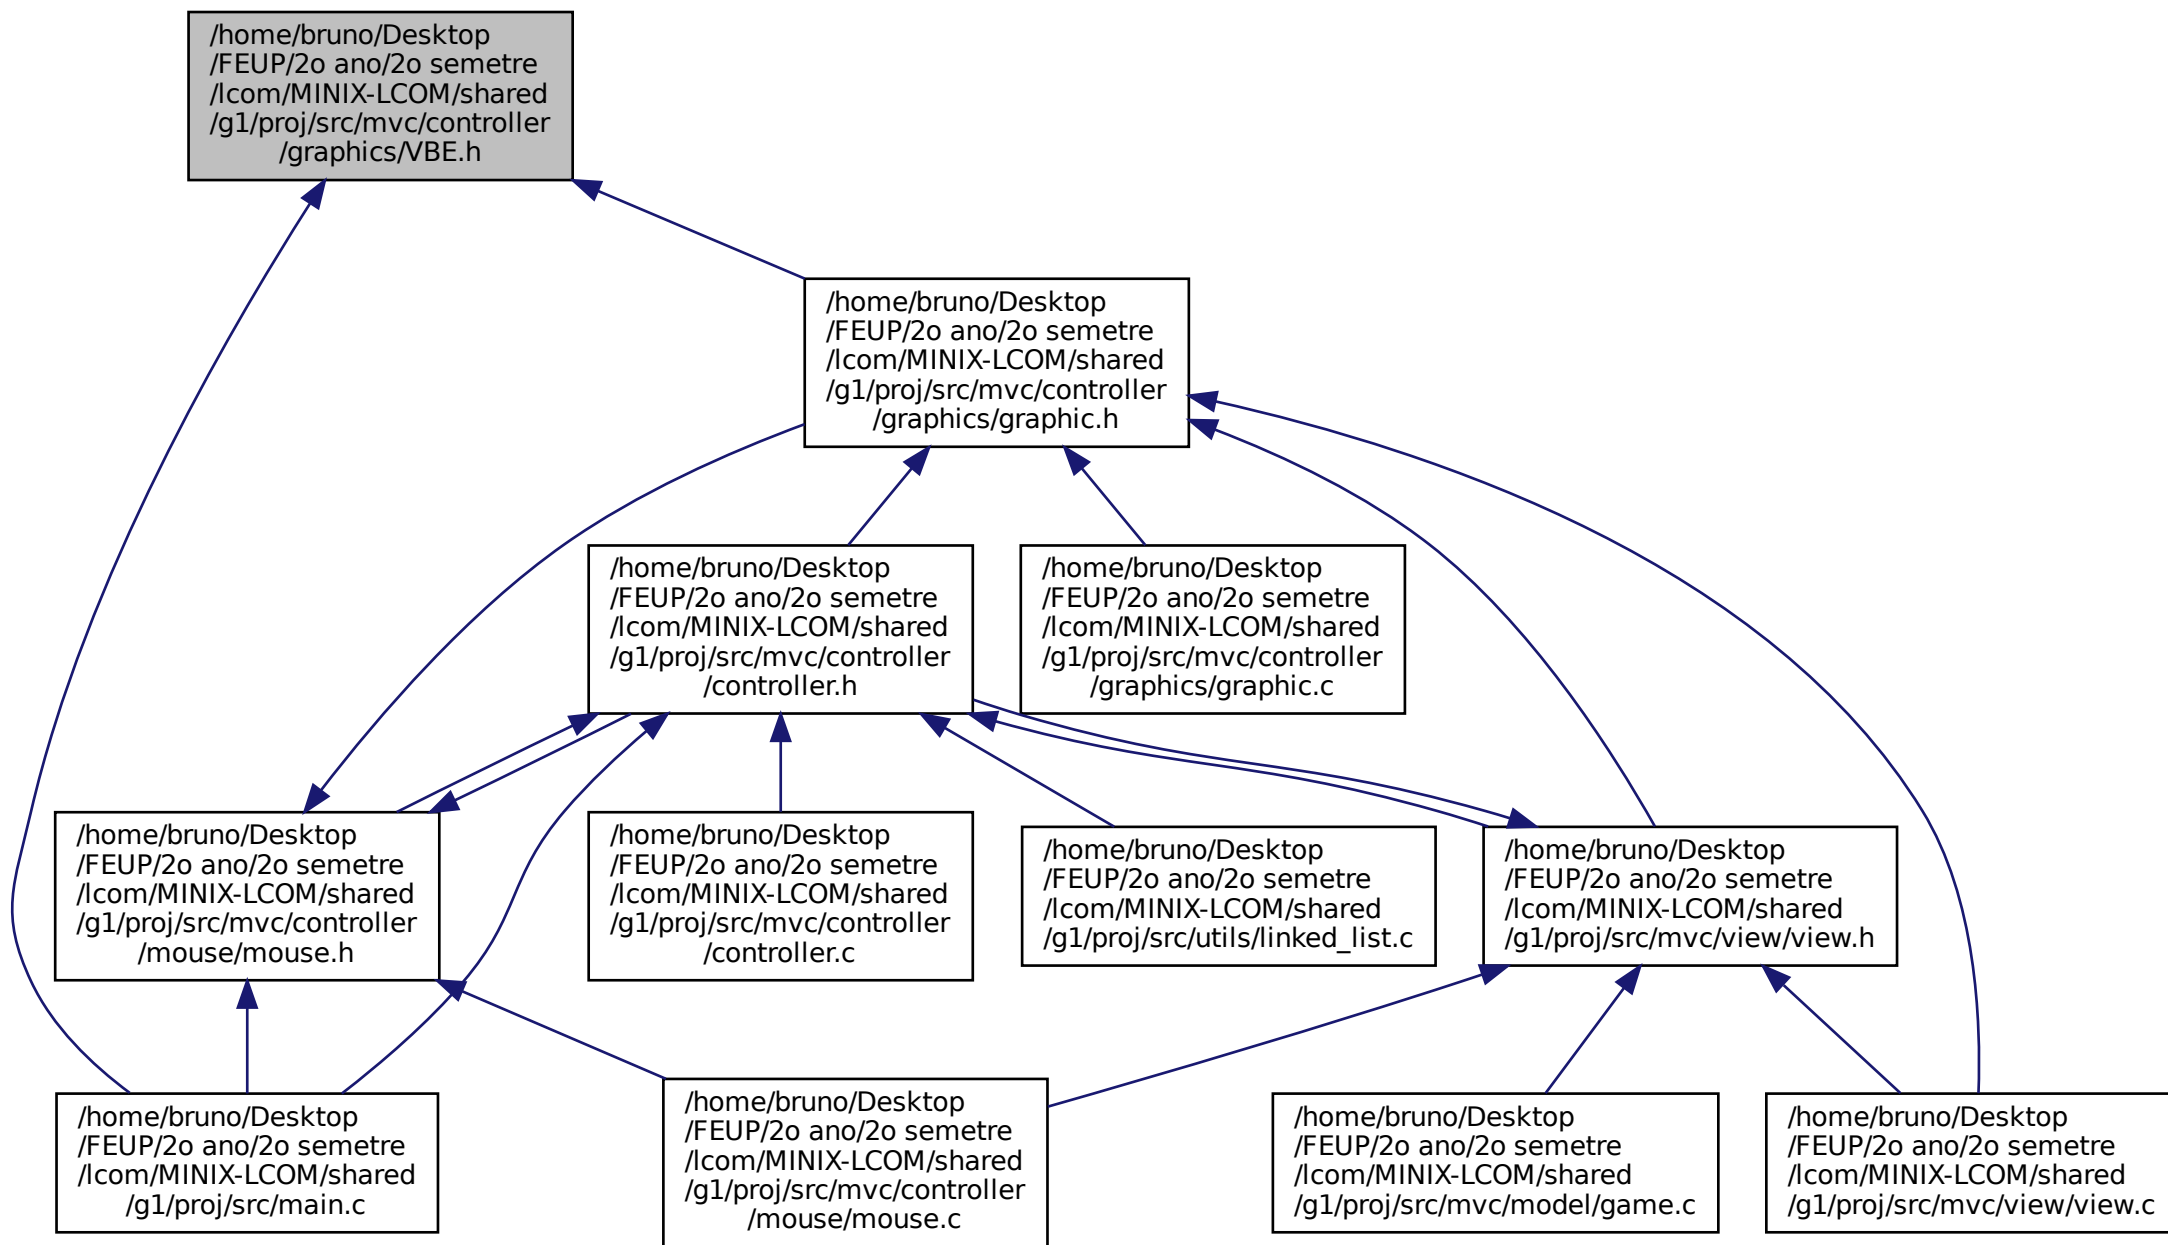 /home/bruno/Desktop
/FEUP/2o ano/2o semetre
/lcom/MINIX-LCOM/shared
/g1/proj/src/mvc/controller
/graphics/VBE.h
/home/bruno/Desktop
/FEUP/2o ano/2o semetre
/lcom/MINIX-LCOM/shared
/g1/proj/src/mvc/controller
/graphics/graphic.h
/home/bruno/Desktop
/FEUP/2o ano/2o semetre
/lcom/MINIX-LCOM/shared
/g1/proj/src/mvc/controller
/controller.h
/home/bruno/Desktop
/FEUP/2o ano/2o semetre
/lcom/MINIX-LCOM/shared
/g1/proj/src/mvc/controller
/graphics/graphic.c
/home/bruno/Desktop
/FEUP/2o ano/2o semetre
/lcom/MINIX-LCOM/shared
/g1/proj/src/mvc/controller
/mouse/mouse.h
/home/bruno/Desktop
/FEUP/2o ano/2o semetre
/lcom/MINIX-LCOM/shared
/g1/proj/src/mvc/controller
/controller.c
/home/bruno/Desktop
/FEUP/2o ano/2o semetre
/lcom/MINIX-LCOM/shared
/g1/proj/src/utils/linked_list.c
/home/bruno/Desktop
/FEUP/2o ano/2o semetre
/lcom/MINIX-LCOM/shared
/g1/proj/src/mvc/view/view.h
/home/bruno/Desktop
/FEUP/2o ano/2o semetre
/lcom/MINIX-LCOM/shared
/g1/proj/src/main.c
/home/bruno/Desktop
/FEUP/2o ano/2o semetre
/lcom/MINIX-LCOM/shared
/g1/proj/src/mvc/controller
/mouse/mouse.c
/home/bruno/Desktop
/FEUP/2o ano/2o semetre
/lcom/MINIX-LCOM/shared
/g1/proj/src/mvc/model/game.c
/home/bruno/Desktop
/FEUP/2o ano/2o semetre
/lcom/MINIX-LCOM/shared
/g1/proj/src/mvc/view/view.c